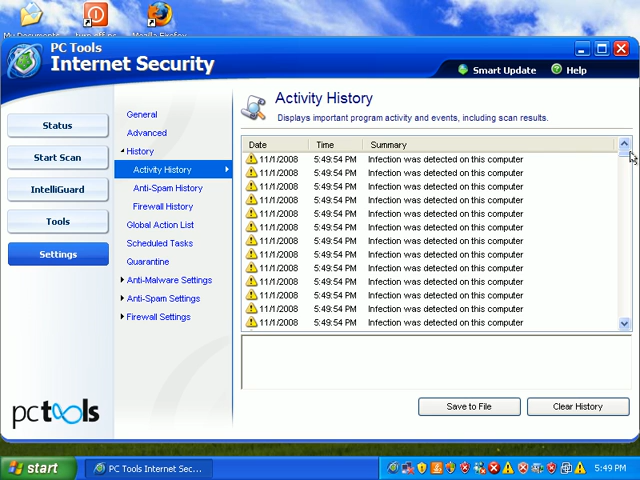 My Documents
turn off pc
Mozilla Firefox
PC Tools
Internet Security
Smart Update
Help
Status
Start Scan
IntelliGuard
Tools
Settings
General
Advanced
History
Activity History
Anti-Spam History
Firewall History
Global Action List
Scheduled Tasks
Quarantine
Anti-Malware Settings
Anti-Spam Settings
Firewall Settings
Activity History
Displays important program activity and events, including scan results.
Date Time Summary
11/1/2008 5:49:54 PM Infection was detected on this computer
11/1/2008 5:49:54 PM Infection was detected on this computer
11/1/2008 5:49:54 PM Infection was detected on this computer
11/1/2008 5:49:54 PM Infection was detected on this computer
11/1/2008 5:49:54 PM Infection was detected on this computer
11/1/2008 5:49:54 PM Infection was detected on this computer
11/1/2008 5:49:54 PM Infection was detected on this computer
11/1/2008 5:49:54 PM Infection was detected on this computer
11/1/2008 5:49:54 PM Infection was detected on this computer
11/1/2008 5:49:54 PM Infection was detected on this computer
11/1/2008 5:49:54 PM Infection was detected on this computer
11/1/2008 5:49:54 PM Infection was detected on this computer
11/1/2008 5:49:54 PM Infection was detected on this computer
Save to File
Clear History
pctools
start
PC Tools Internet Sec...
5:49 PM